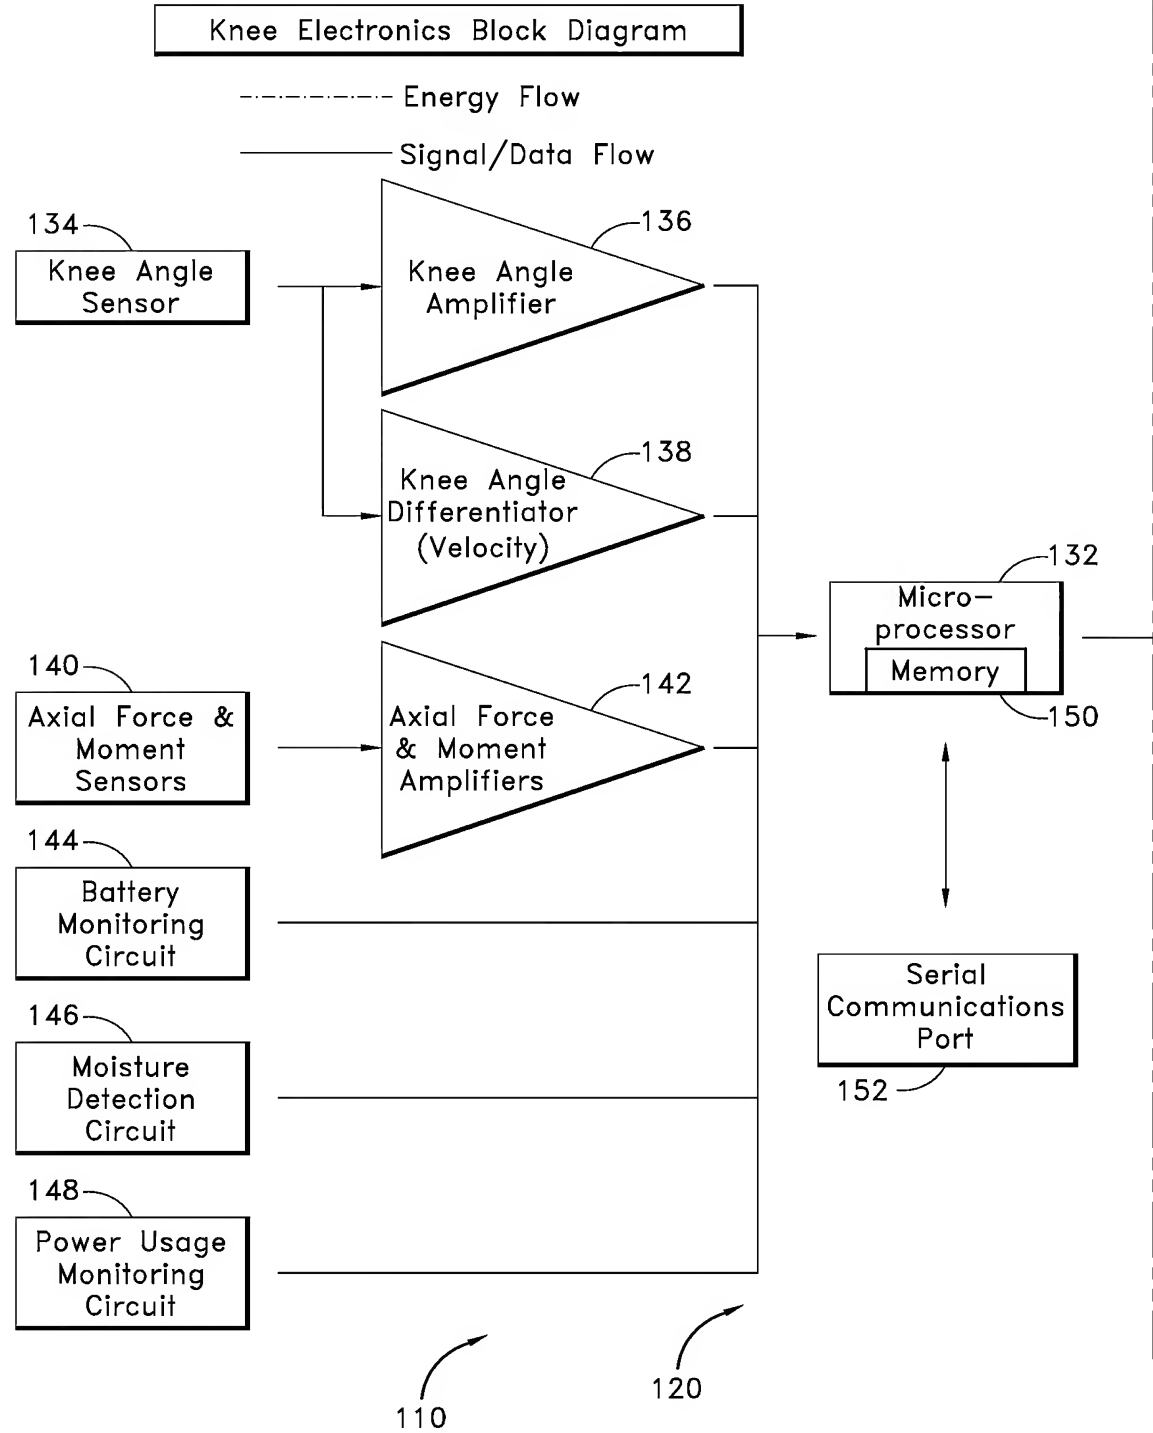 Knee Electronics Block Diagram
Energy Flow
Signal/Data Flow
134
Knee Angle
Sensor
136
Knee Angle
Amplifier
138
Knee Angle
Differentiator
(Velocity)
132
Micro-
processor
Memory
150
140
Axial Force &
Moment
Sensors
142
Axial Force
& Moment
Amplifiers
144
Battery
Monitoring
Circuit
Serial
Communications
Port
152
146
Moisture
Detection
Circuit
148
Power Usage
Monitoring
Circuit
110
120